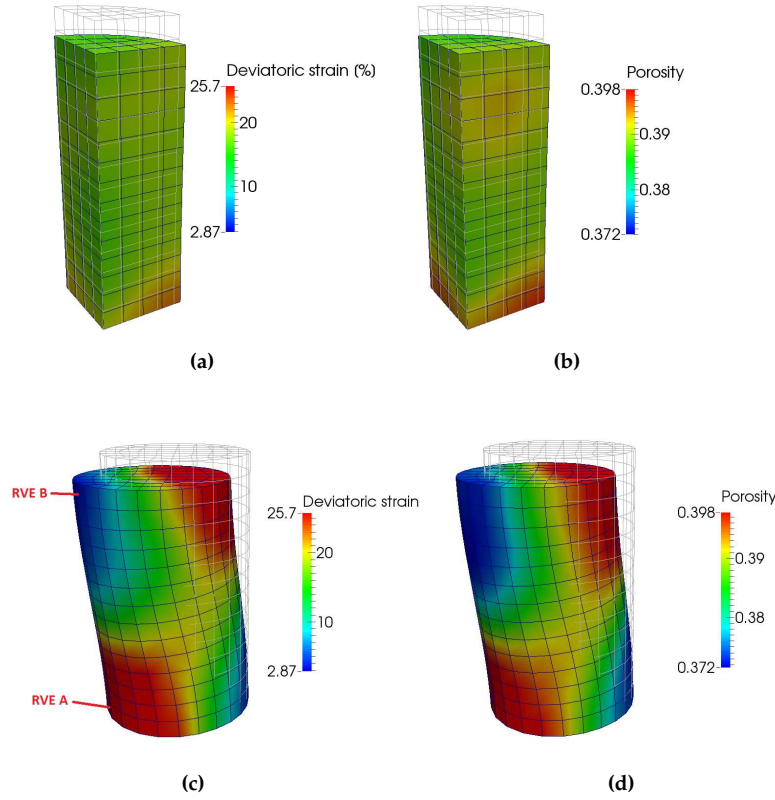 Deviatoric strain (%)
25.7
20
10
2.87
Porosity
0.398
0.39
0.38
0.372
(a)
(b)
RVE B
RVE A
Deviatoric strain
25.7
20
10
2.87
Porosity
0.398
0.39
0.38
0.372
(c)
(d)